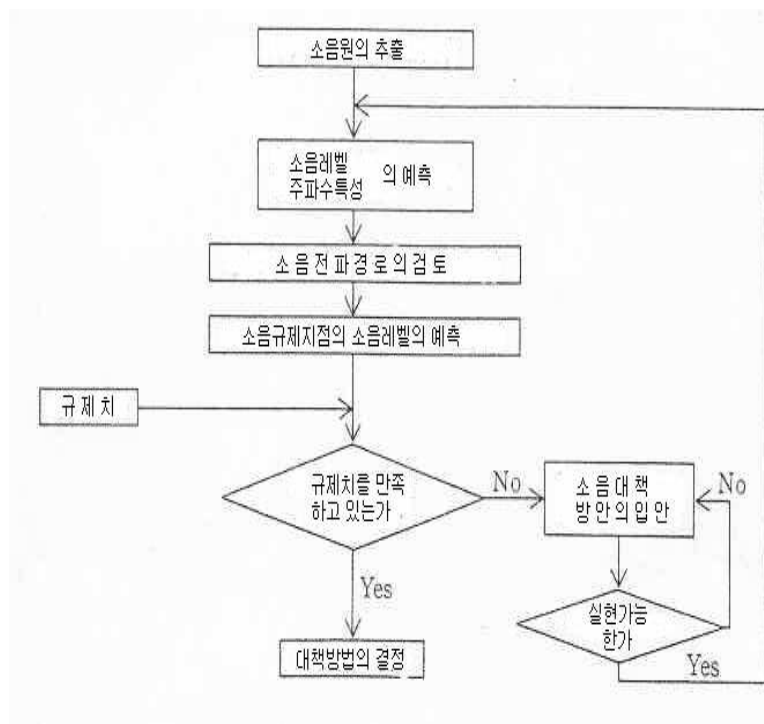 소음원의 추출
소음레벨
주파수특성 의 예측
소음전파경로의검토
소음규제지점의 소음레벨의 예측
규제치
규제치를 만족
하고 있는가
No
소음대책
방안의입안
No
Yes
실현가능
한가
대책방법의 결정
Yes